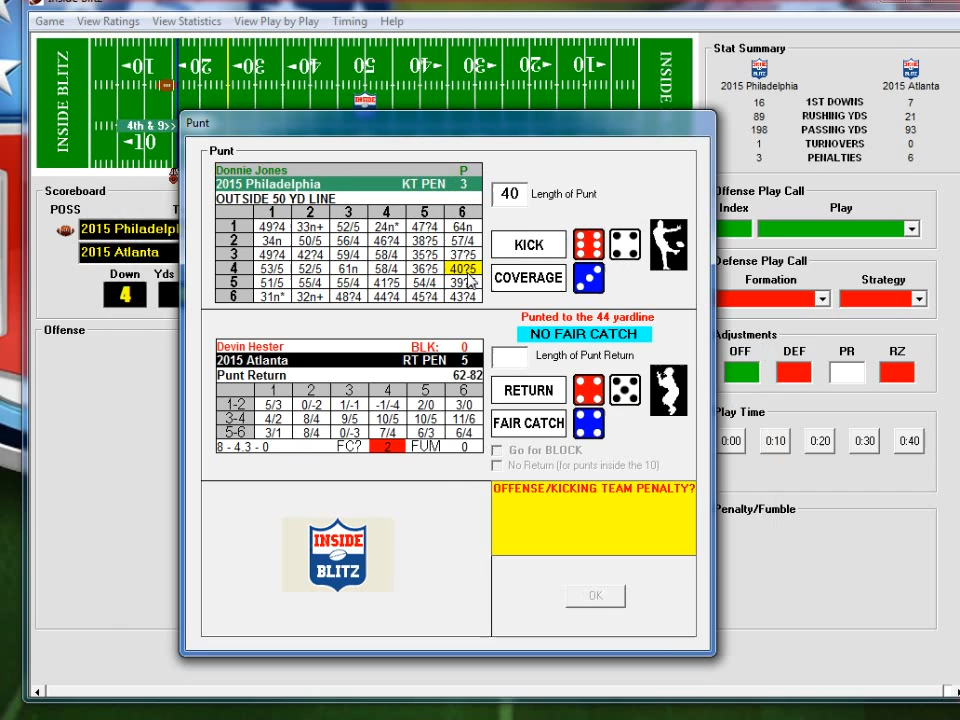 Inside Blitz
Game View Ratings View Statistics View Play by Play Timing Help
INSIDE BLITZ
10 20 30 40 50 40 30 20 10
INSIDE
4th & 9>>
10
Stat Summary
2015 Philadelphia 2015 Atlanta
16 1ST DOWNS 7
89 RUSHING YDS 21
198 PASSING YDS 93
1 TURNOVERS 0
3 PENALTIES 6
Scoreboard
POSS T
2015 Philadelp
2015 Atlanta
Down Yds
4
Offense
Punt
Punt
Donnie Jones P
2015 Philadelphia KT PEN 3
OUTSIDE 50 YD LINE
1 2 3 4 5 6
1 49?4 33n+ 52/5 24n* 47?4 64n
2 34n 50/5 56/4 46?4 38?5 57/4
3 49?4 42?4 59/4 58/4 35?5 37?5
4 53/5 52/5 61n 58/4 36?5 40?5
5 51/5 55/4 55/4 41?5 54/4 39?
6 31n* 32n+ 48?4 44?4 45?4 43?4
40 Length of Punt
KICK
COVERAGE
Punted to the 44 yardline
NO FAIR CATCH
Length of Punt Return
Devin Hester BLK: 0
2015 Atlanta RT PEN 5
Punt Return 62-82
1 2 3 4 5 6
1-2 5/3 0/-2 1/-1 -1/-4 2/0 3/0
3-4 4/2 8/4 9/5 10/5 10/5 11/6
5-6 3/1 8/4 0/-3 7/4 6/3 6/4
8 - 4.3 - 0 FC? 2 FUM 0
RETURN
FAIR CATCH
Go for BLOCK
No Return (for punts inside the 10)
OFFENSE/KICKING TEAM PENALTY?
INSIDE
BLITZ
OK
Offense Play Call
Index Play
Defense Play Call
Formation Strategy
Adjustments
OFF DEF PR RZ
Play Time
0:00 0:10 0:20 0:30 0:40
Penalty/Fumble